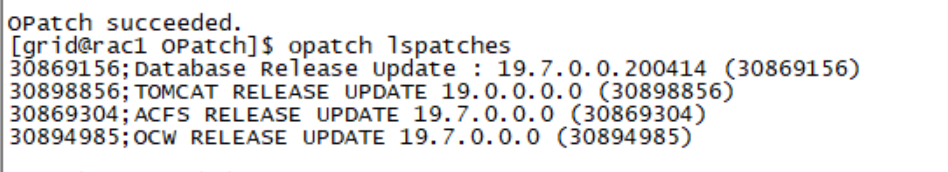 OPatch succeeded.
[grid@rac1 OPatch]$ opatch lspatches
30869156;Database Release Update : 19.7.0.0.200414 (30869156)
30898856;TOMCAT RELEASE UPDATE 19.0.0.0.0 (30898856)
30869304;ACFS RELEASE UPDATE 19.7.0.0.0 (30869304)
30894985;OCW RELEASE UPDATE 19.7.0.0.0 (30894985)